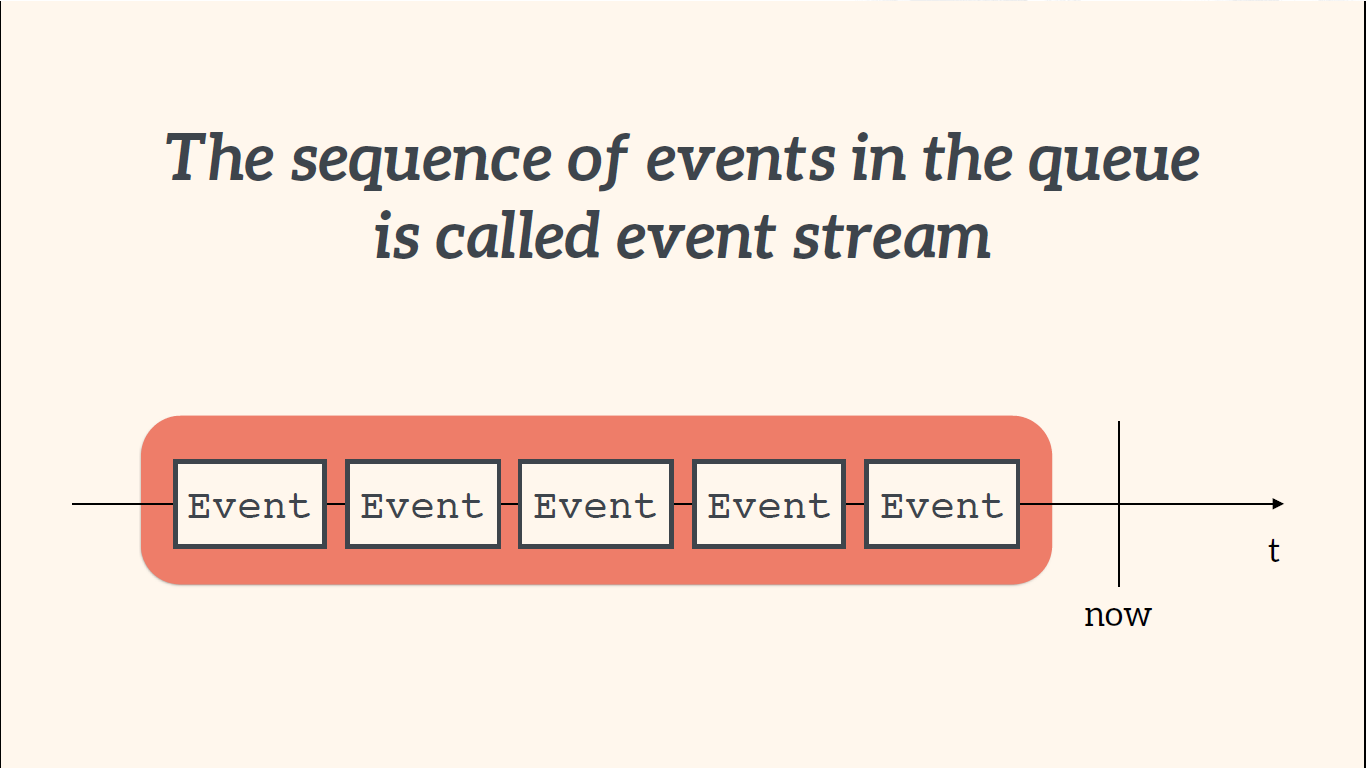 The sequence of events in the queue
is called event stream
Event Event Event Event Event
t
now